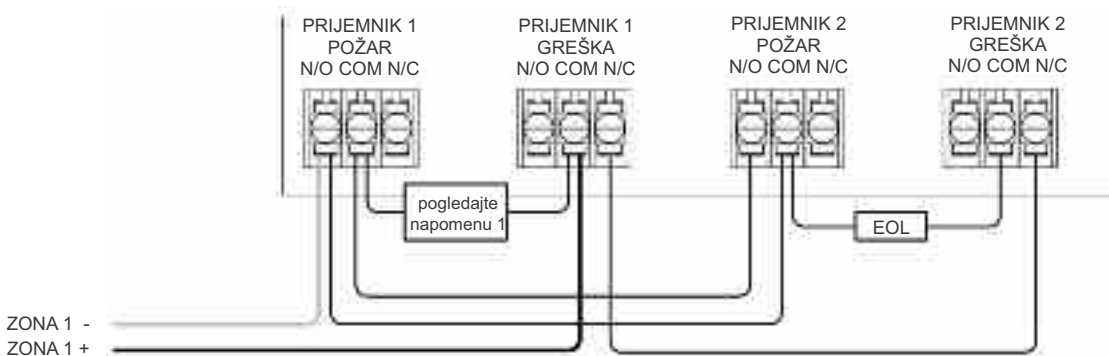 PRIJEMNIK 1
POŽAR
N/O COM N/C
PRIJEMNIK 1
GREŠKA
N/O COM N/C
PRIJEMNIK 2
POŽAR
N/O COM N/C
PRIJEMNIK 2
GREŠKA
N/O COM N/C
pogledajte
napomenu 1
EOL
ZONA 1 -
ZONA 1 +